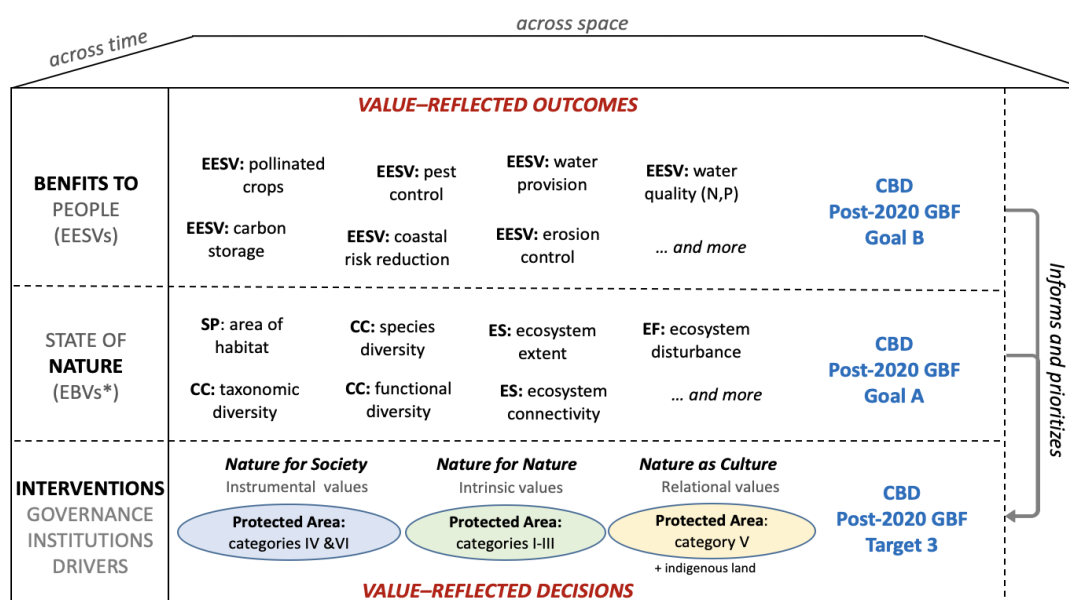 across time
across space
VALUE–REFLECTED OUTCOMES
BENFITS TO
PEOPLE
(EESVs)
EESV: pollinated
crops
EESV: pest
control
EESV: water
provision
EESV: water
quality (N,P)
EESV: carbon
storage
EESV: coastal
risk reduction
EESV: erosion
control
... and more
CBD
Post-2020 GBF
Goal B
STATE OF
NATURE
(EBVs*)
SP: area of
habitat
CC: species
diversity
ES: ecosystem
extent
EF: ecosystem
disturbance
CC: taxonomic
diversity
CC: functional
diversity
ES: ecosystem
connectivity
... and more
CBD
Post-2020 GBF
Goal A
Informs and prioritizes
INTERVENTIONS
GOVERNANCE
INSTITUTIONS
DRIVERS
Nature for Society
Instrumental values
Protected Area:
categories IV &VI
Nature for Nature
Intrinsic values
Protected Area:
categories I-III
Nature as Culture
Relational values
Protected Area:
category V
+ indigenous land
CBD
Post-2020 GBF
Target 3
VALUE–REFLECTED DECISIONS